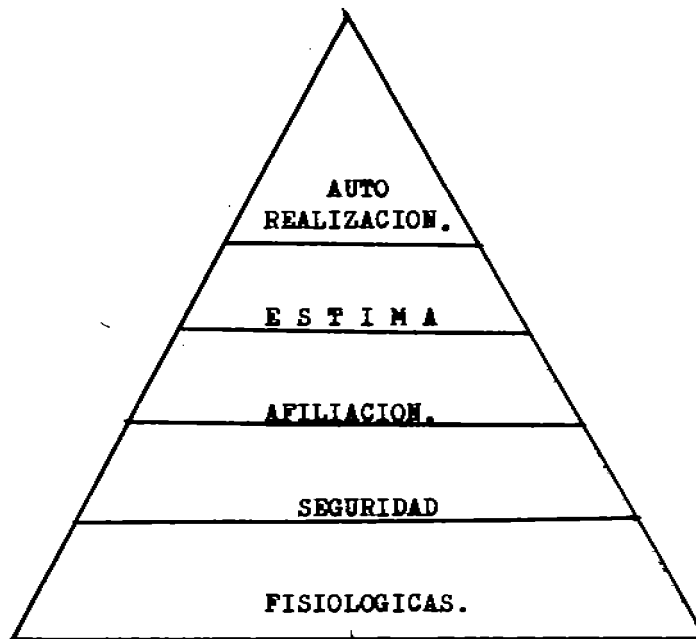 AUTO
REALIZACION.
E S T I M A
AFILIACION.
SEGURIDAD
FISIOLOGICAS.